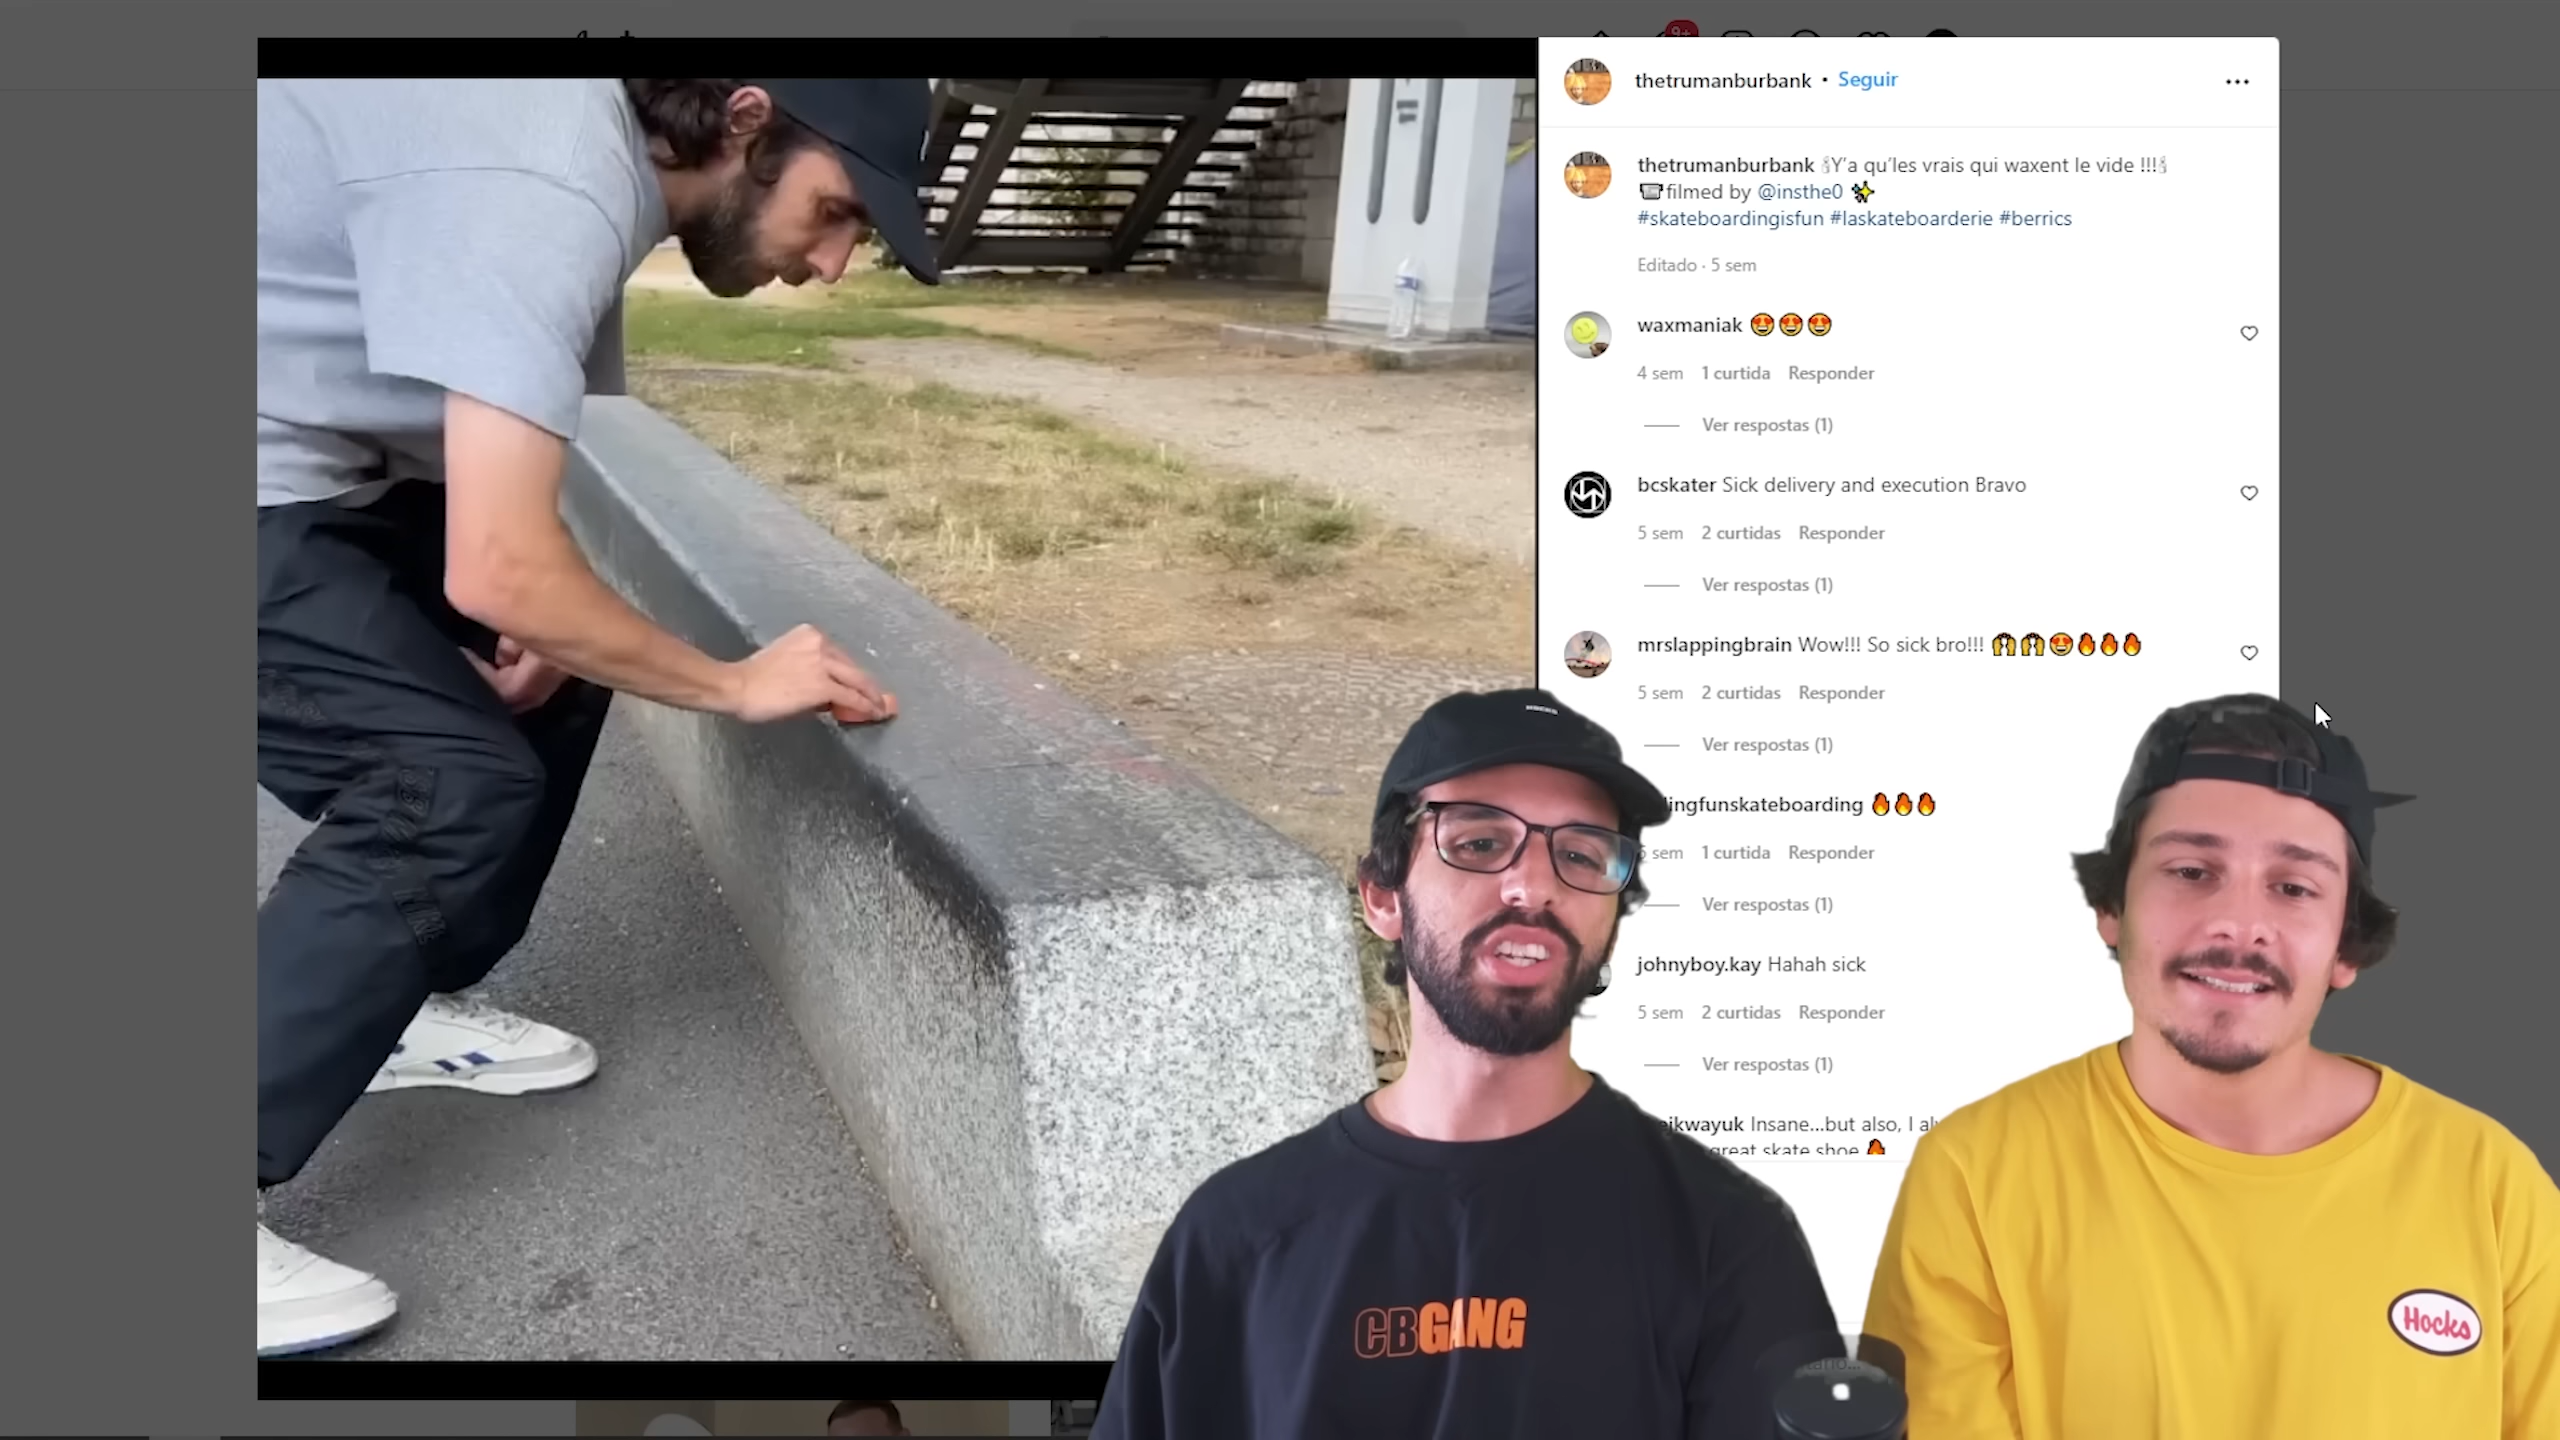 thetrumanburbank • Seguir
thetrumanburbank 🕯Y'a qu'les vrais qui waxent le vide !!!🕯
filmed by @insthe0 ✨
#skateboardingisfun #laskateboarderie #berrics
Editado · 5 sem
waxmaniak 😍😍😍
4 sem 1 curtida Responder
Ver respostas (1)
bcskater Sick delivery and execution Bravo
5 sem 2 curtidas Responder
Ver respostas (1)
mrslappingbrain Wow!!! So sick bro!!! 🙌🙌😍🔥🔥🔥
5 sem 2 curtidas Responder
Ver respostas (1)
lingfunskateboarding 🔥🔥🔥
sem 1 curtida Responder
Ver respostas (1)
johnyboy.kay Hahah sick
5 sem 2 curtidas Responder
Ver respostas (1)
jkwayuk Insane...but also, I
great skate shoe 🔥
CBGANG
Hocks
9+